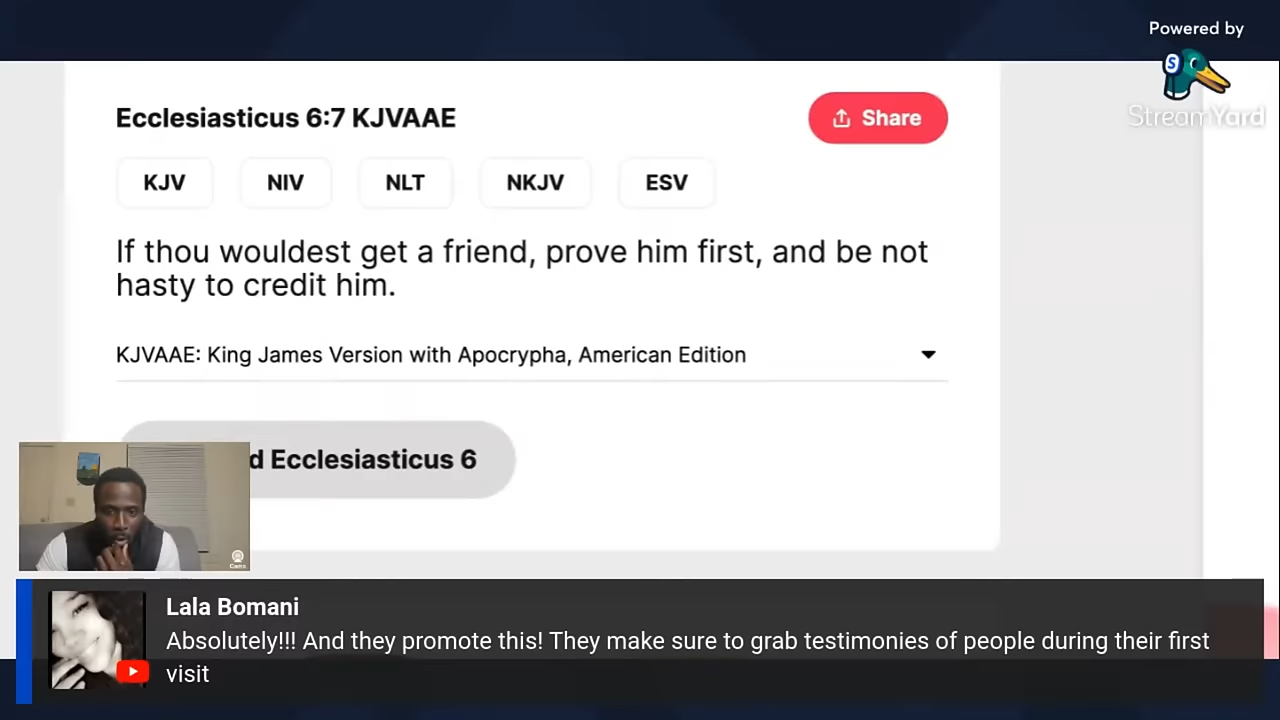 Powered by
S
StreamYard
Ecclesiasticus 6:7 KJVAAE
Share
KJV NIV NLT NKJV ESV
If thou wouldest get a friend, prove him first, and be not
hasty to credit him.
KJVAAE: King James Version with Apocrypha, American Edition
d Ecclesiasticus 6
Lala Bomani
Absolutely!!! And they promote this! They make sure to grab testimonies of people during their first
visit